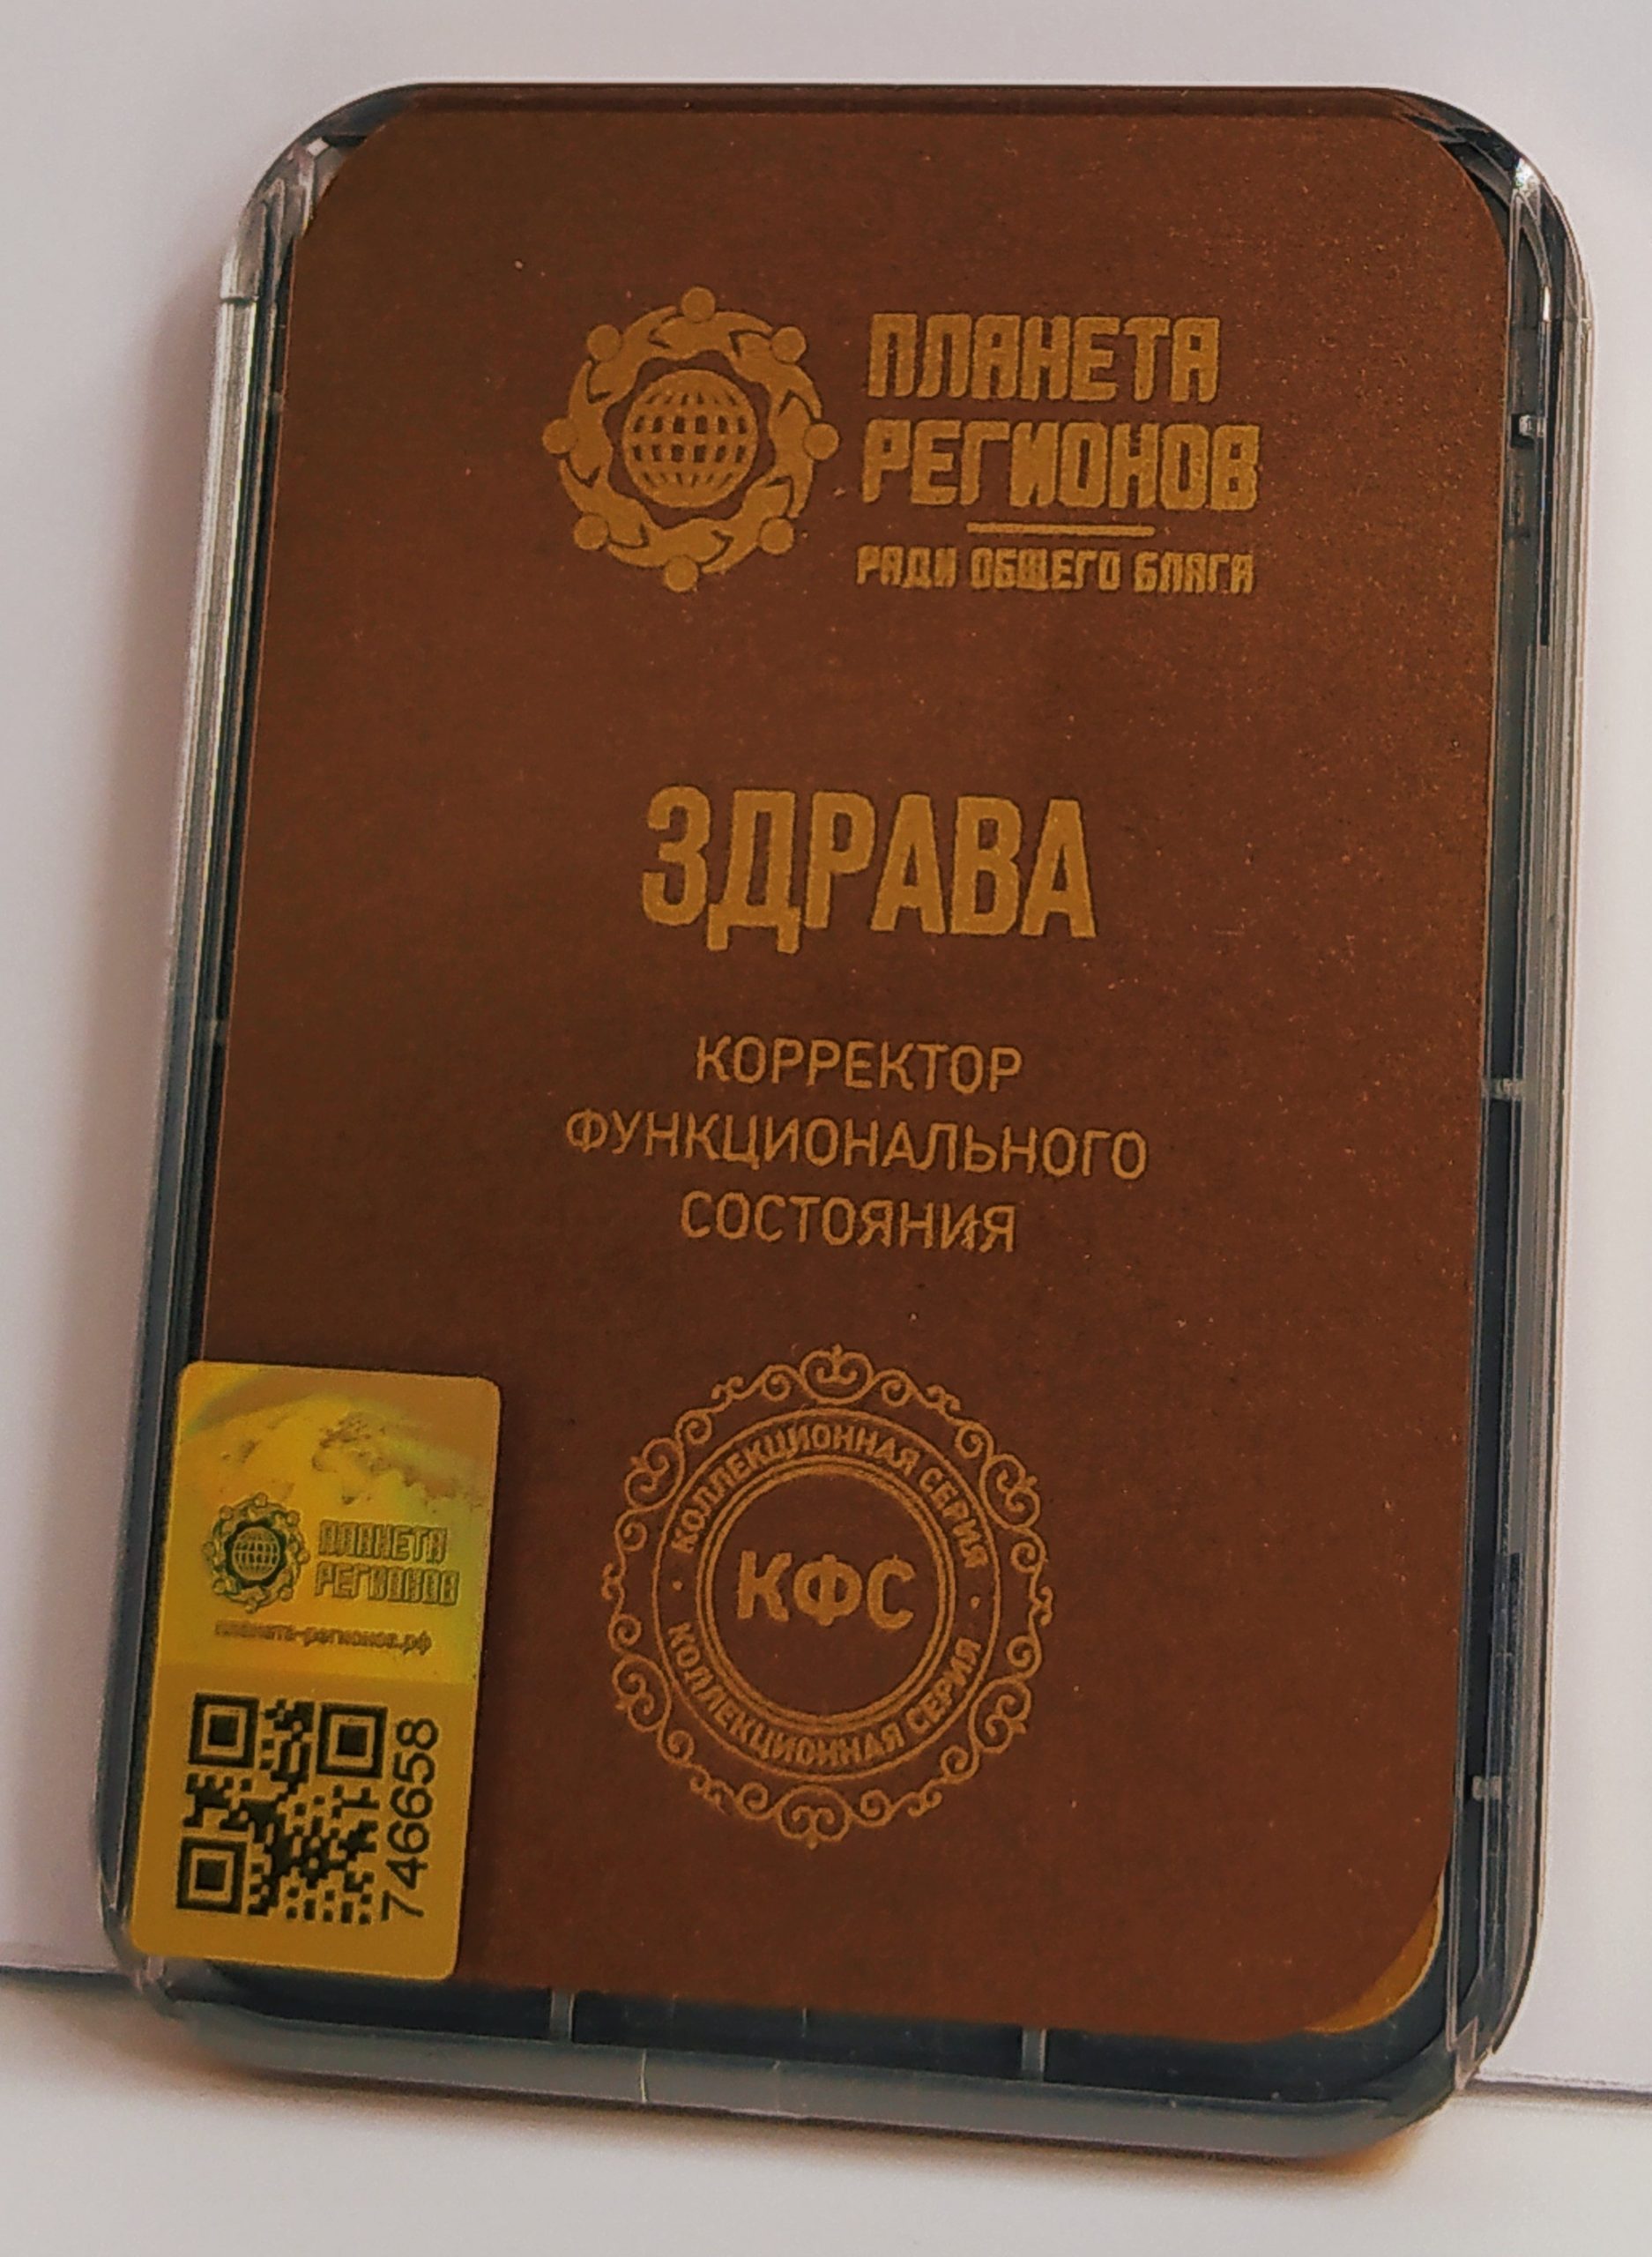 ПЛАНЕТА
РЕГИОНОВ
РАДИ ОБЩЕГО БЛАГА
ЗДРАВА
КОРРЕКТОР
ФУНКЦИОНАЛЬНОГО
СОСТОЯНИЯ
КОЛЛЕКЦИОННАЯ СЕРИЯ
КФС
КОЛЛЕКЦИОННАЯ СЕРИЯ
ПЛАНЕТА
РЕГИОНОВ
планета-регионов.рф
746658